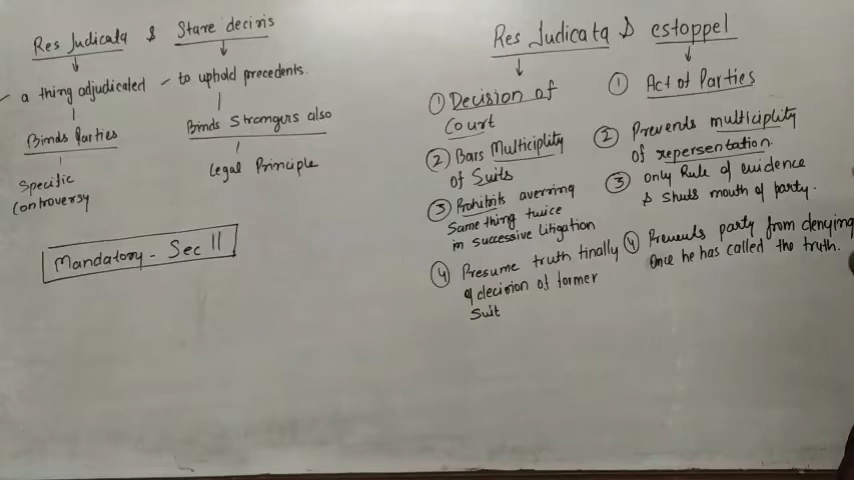 Res Judicata & Stare decisis
a thing adjudicated
Binds Parties
Specific
Controversy
to uphold precedents.
Binds Strangers also
Legal Principle
Mandatory - Sec 11
Res Judicata & estoppel
① Decision of
Court
② Bars Multiciplity
of Suits
③ Prohibits averring
Same thing twice
in successive litigation
④ Presume truth finally
of decision of former
Suit
① Act of Parties
② Prevents multiciplity
of repersentation.
③ only Rule of evidence
& Shuts mouth of party.
④ Prevents party from denying
Once he has called the truth.